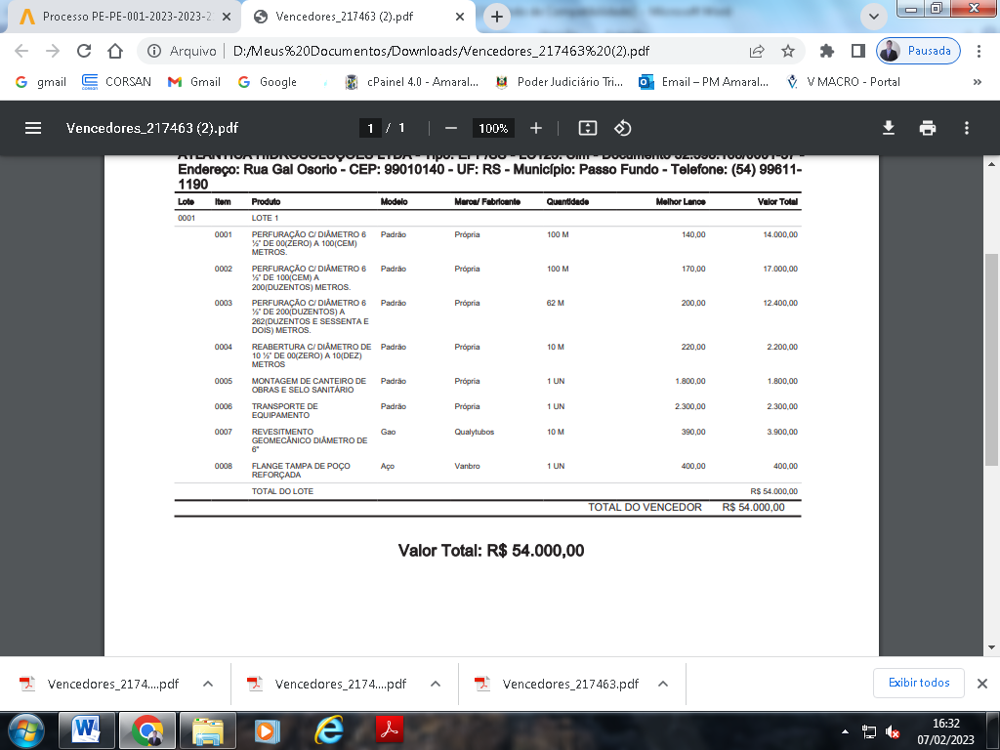 Processo PE-PE-001-2023-2023-2
Vencedores_217463 (2).pdf
Microsoft Word
Arquivo
D:/Meus%20Documentos/Downloads/Vencedores_217463%20(2).pdf
Pausada
gmail
CORSAN
Gmail
Google
cPainel 4.0 - Amaral...
Poder Judiciário Tri...
Email – PM Amaral...
V MACRO - Portal
»
Vencedores_217463 (2).pdf
1 / 1
100%
Endereço: Rua Gal Osorio - CEP: 99010140 - UF: RS - Município: Passo Fundo - Telefone: (54) 99611-
1190
Lote Item Produto Modelo Marca/ Fabricante Quantidade Melhor Lance Valor Total
0001 LOTE 1
0001 PERFURAÇÃO C/ DIÂMETRO 6 Padrão Própria 100 M 140,00 14.000,00
½" DE 00(ZERO) A 100(CEM)
METROS.
0002 PERFURAÇÃO C/ DIÂMETRO 6 Padrão Própria 100 M 170,00 17.000,00
½" DE 100(CEM) A
200(DUZENTOS) METROS.
0003 PERFURAÇÃO C/ DIÂMETRO 6 Padrão Própria 62 M 200,00 12.400,00
½" DE 200(DUZENTOS) A
262(DUZENTOS E SESSENTA E
DOIS) METROS.
0004 REABERTURA C/ DIÂMETRO DE Padrão Própria 10 M 220,00 2.200,00
10 ½" DE 00(ZERO) A 10(DEZ)
METROS
0005 MONTAGEM DE CANTEIRO DE Padrão Própria 1 UN 1.800,00 1.800,00
OBRAS E SELO SANITÁRIO
0006 TRANSPORTE DE Padrão Própria 1 UN 2.300,00 2.300,00
EQUIPAMENTO
0007 REVESITMENTO Gao Qualytubos 10 M 390,00 3.900,00
GEOMECÂNICO DIÂMETRO DE
6"
0008 FLANGE TAMPA DE POÇO Aço Vanbro 1 UN 400,00 400,00
REFORÇADA
TOTAL DO LOTE R$ 54.000,00
TOTAL DO VENCEDOR R$ 54.000,00
Valor Total: R$ 54.000,00
Vencedores_2174....pdf
Vencedores_2174....pdf
Vencedores_217463.pdf
Exibir todos
16:32
07/02/2023